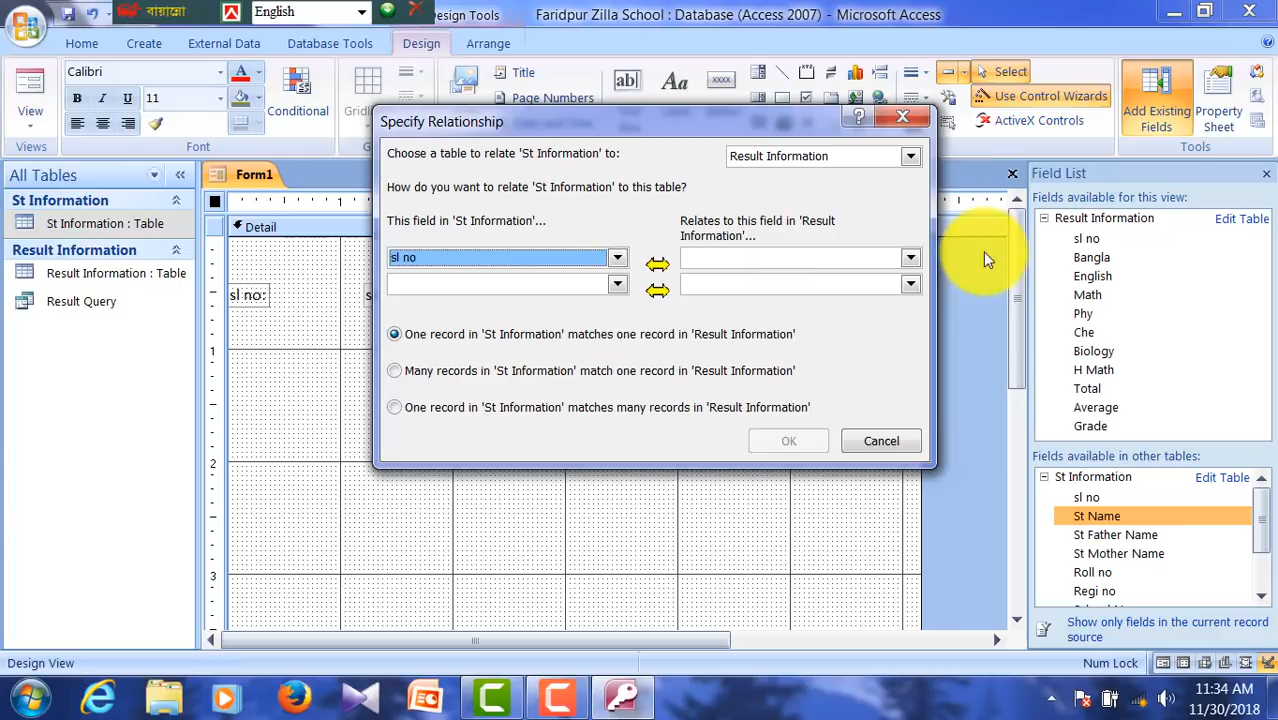 বায়ান্নো
English
Design Tools
Faridpur Zilla School : Database (Access 2007) - Microsoft Access
Home
Create
External Data
Database Tools
Design
Arrange
View
Views
Calibri
A
B I U
11
Conditional
Font
Title
Page Numbers
ab|
Aa
xxxx
Select
Use Control Wizards
ActiveX Controls
Add Existing Fields
Property Sheet
Tools
All Tables
St Information
St Information : Table
Result Information
Result Information : Table
Result Query
Form1
Detail
sl no:
1
2
3
Specify Relationship
Choose a table to relate 'St Information' to:
Result Information
How do you want to relate 'St Information' to this table?
This field in 'St Information'...
Relates to this field in 'Result
Information'...
sl no
One record in 'St Information' matches one record in 'Result Information'
Many records in 'St Information' match one record in 'Result Information'
One record in 'St Information' matches many records in 'Result Information'
OK
Cancel
Field List
Fields available for this view:
Result Information
Edit Table
sl no
Bangla
English
Math
Phy
Che
Biology
H Math
Total
Average
Grade
Fields available in other tables:
St Information
Edit Table
sl no
St Name
St Father Name
St Mother Name
Roll no
Regi no
Show only fields in the current record
source
Design View
Num Lock
11:34 AM
11/30/2018